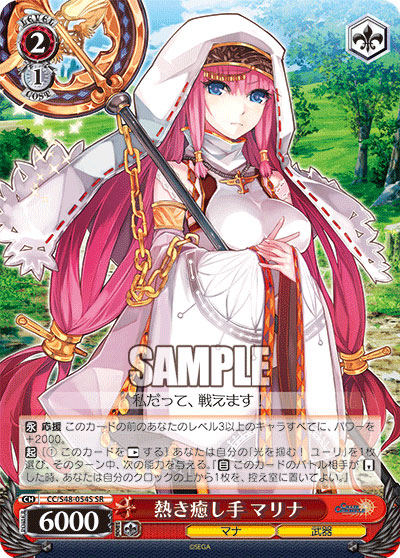 LEVEL
2
1
COST
SAMPLE
私だって、戦えます!
永 応援 このカードの前のあなたのレベル3以上のキャラすべてに、パワーを
+2000。
起 [① このカードを する] あなたは自分の「光を掴む! ユーリ」を1枚
選び、そのターン中、次の能力を与える。『自 このカードのバトル相手が した
時、あなたは自分のクロックの上から1枚を、控え室に置いてよい。』
CH CC/S48-054S SR
POWER
6000
熱き癒し手 マリナ
マナ
武器
©SEGA